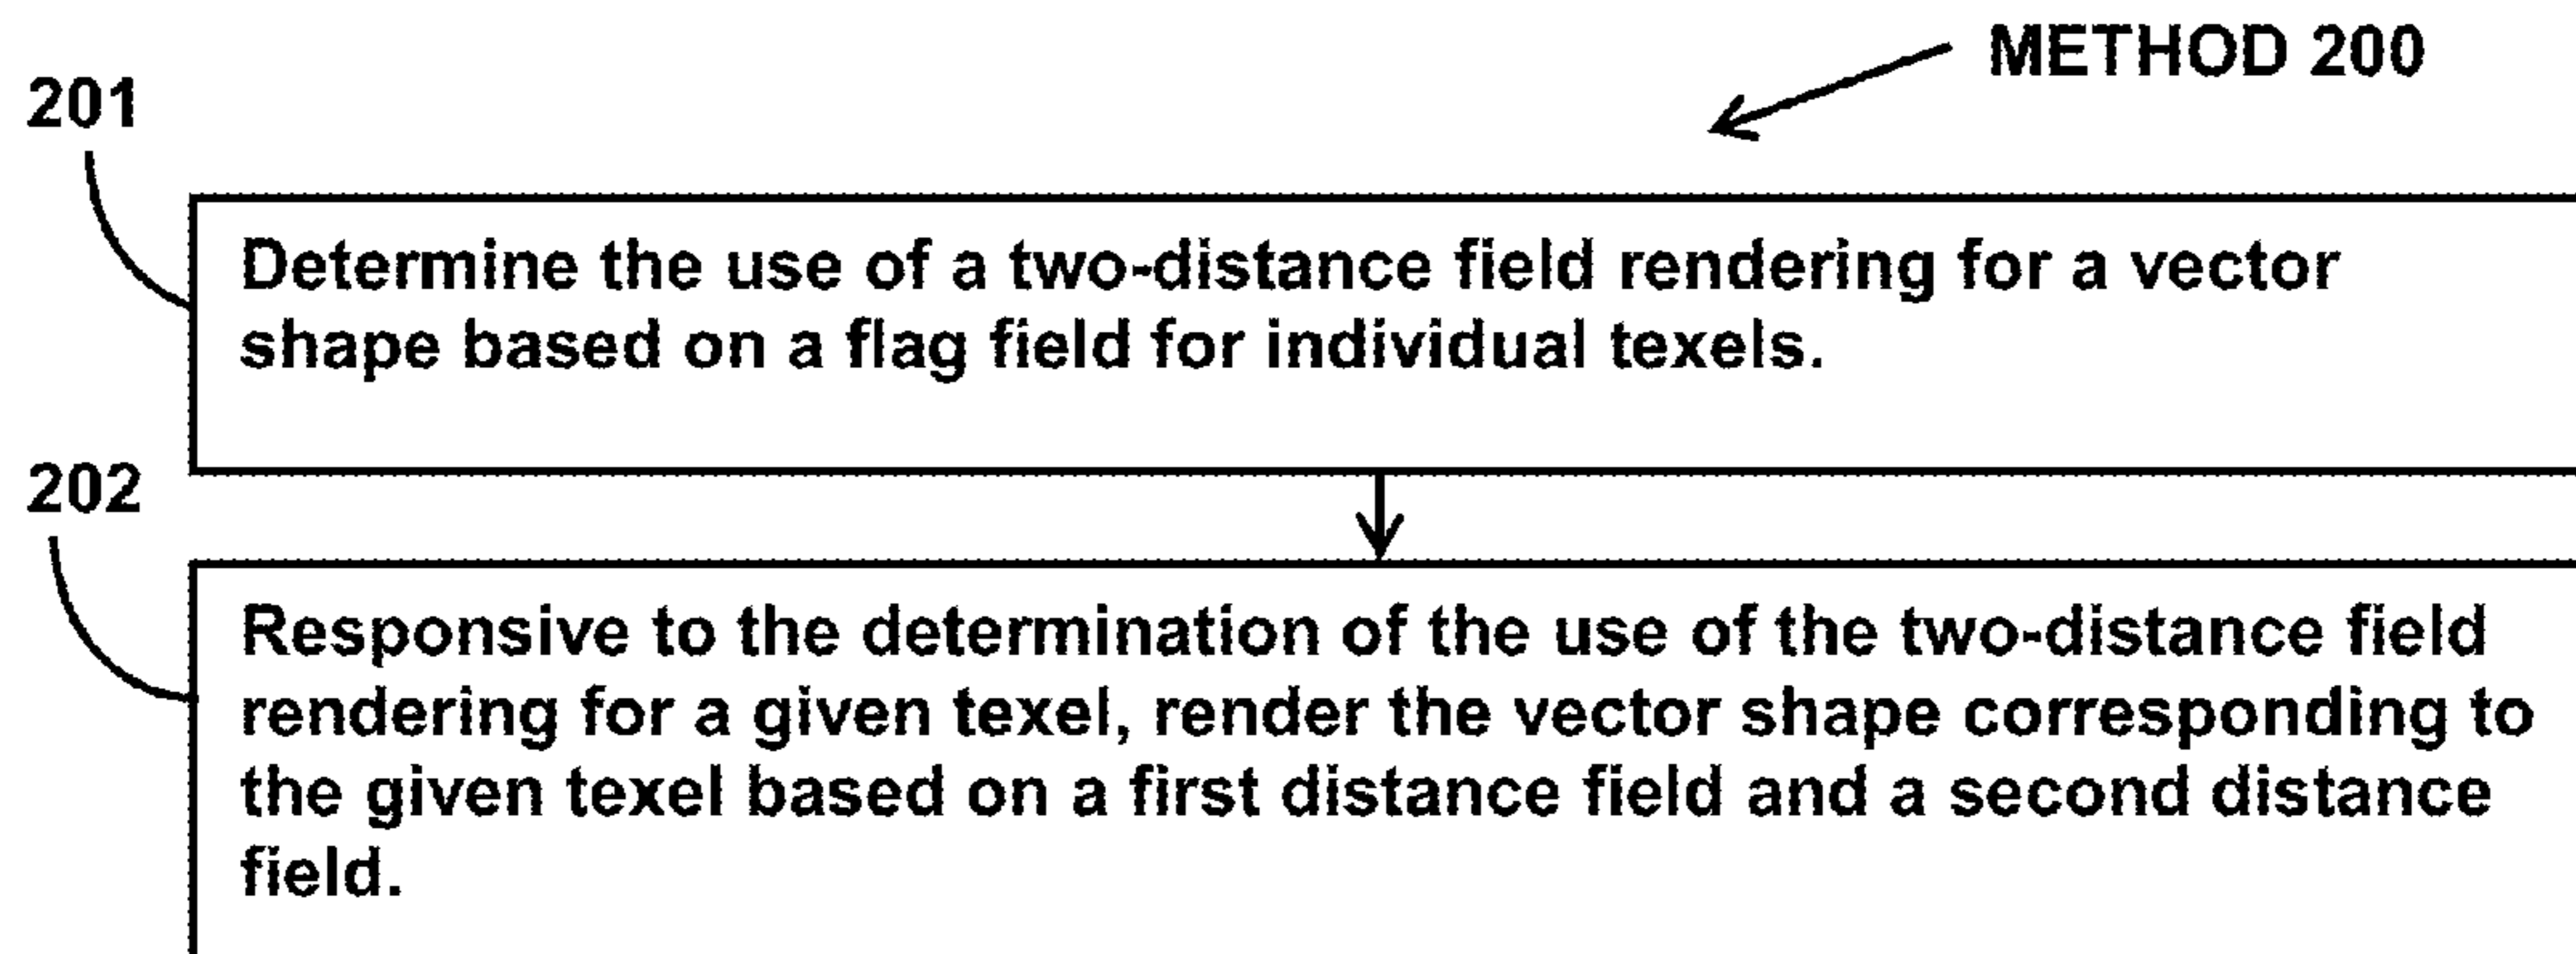 METHOD 200
201
Determine the use of a two-distance field rendering for a vector
shape based on a flag field for individual texels.
202
Responsive to the determination of the use of the two-distance field
rendering for a given texel, render the vector shape corresponding to
the given texel based on a first distance field and a second distance
field.